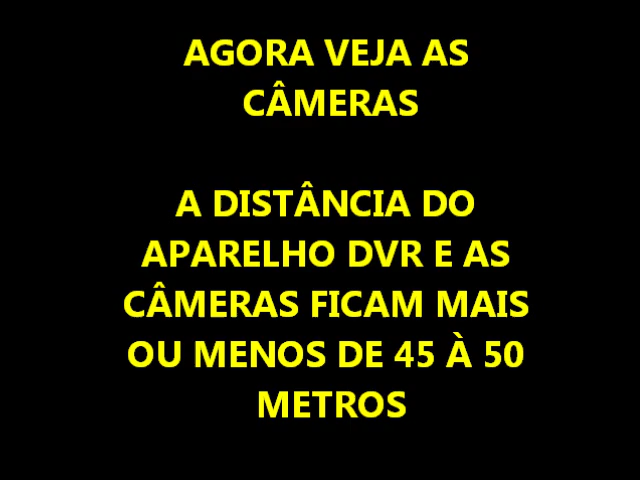 AGORA VEJA AS
CÂMERAS
A DISTÂNCIA DO
APARELHO DVR E AS
CÂMERAS FICAM MAIS
OU MENOS DE 45 À 50
METROS